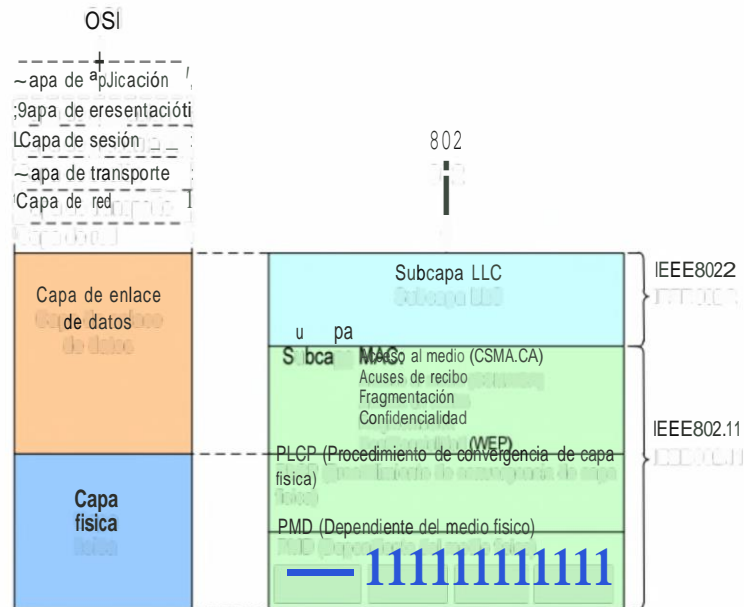 OSI
~apa de ªpJicación
;9apa de eresentacióti
LCapa de sesión
~apa de transporte
'Capa de red
802
Capa de enlace
de datos
Subcapa LLC
IEEE8022
u pa
S bca MAC:
Acceso al medio (CSMA.CA)
Acuses de recibo
Fragmentación
Confidencialidad
(WEP)
IEEE802.11
PLCP (Procedimiento de convergencia de capa
fisica)
Capa
fisica
PMD (Dependiente del medio fisico)
— 11111111111